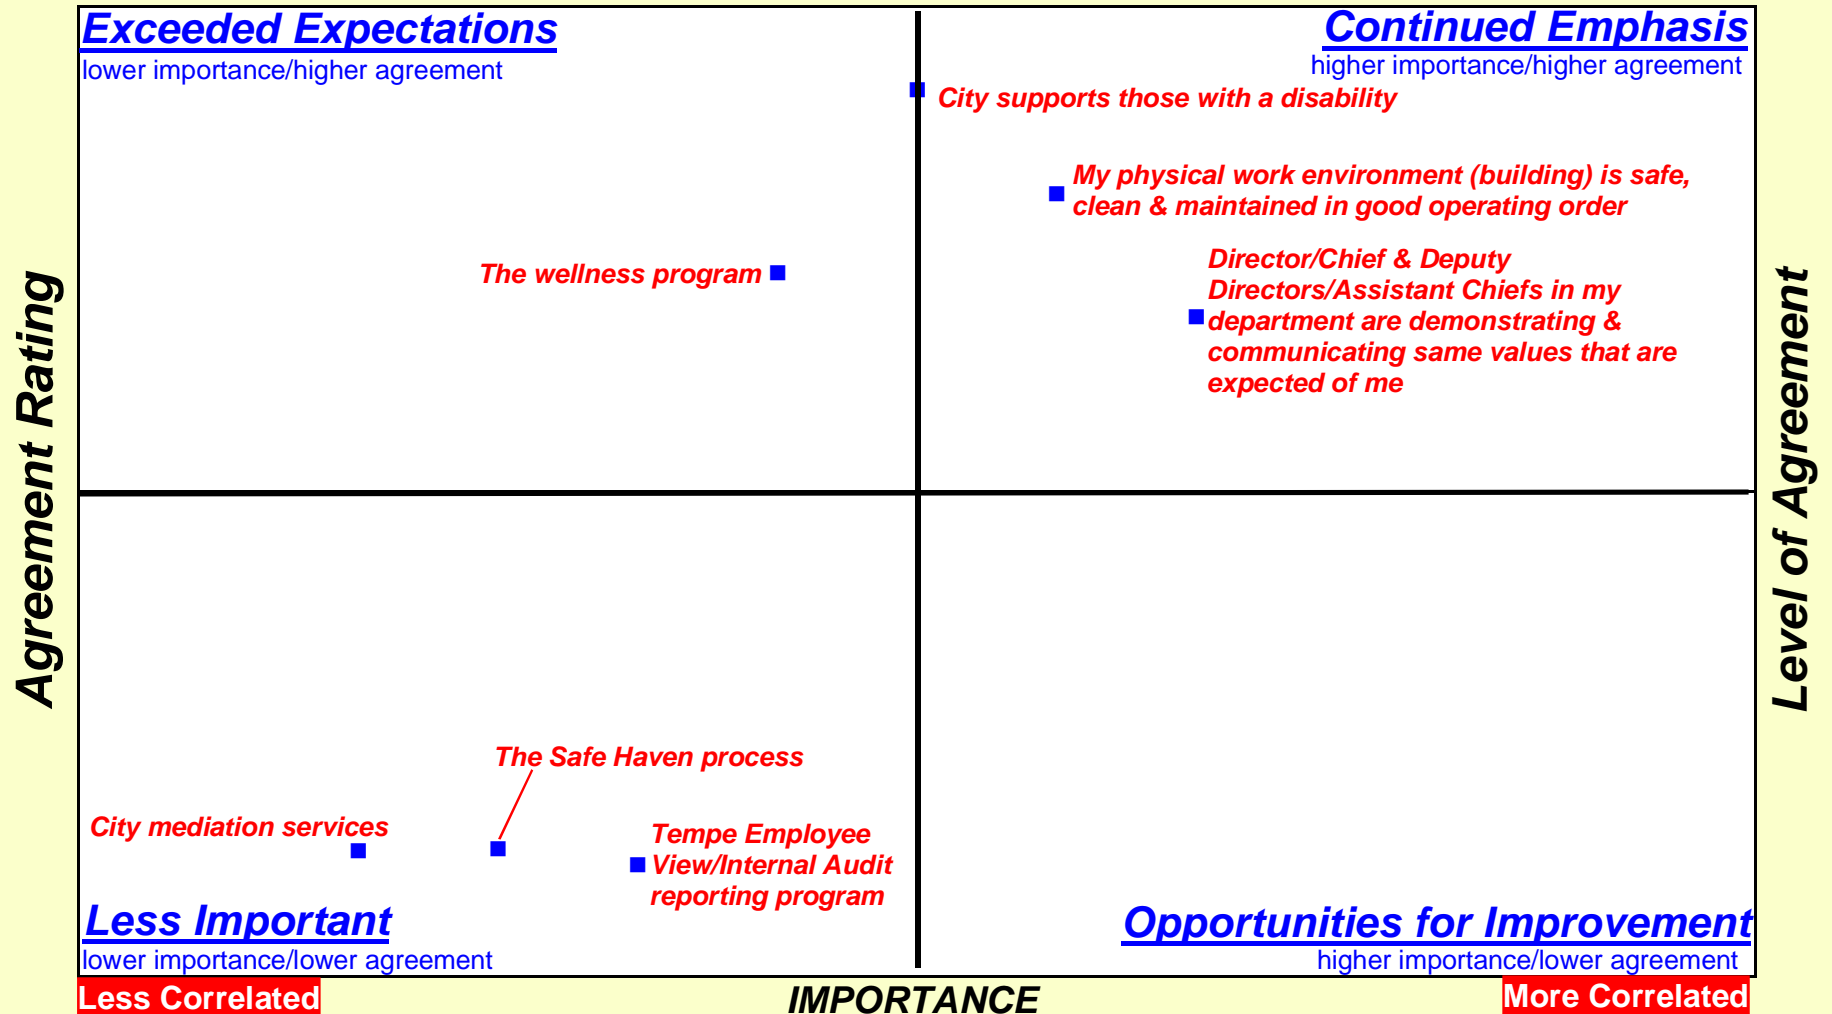 Exceeded Expectations
lower importance/higher agreement
Continued Emphasis
higher importance/higher agreement
City supports those with a disability
My physical work environment (building) is safe,
clean & maintained in good operating order
The wellness program
Director/Chief & Deputy
Directors/Assistant Chiefs in my
department are demonstrating &
communicating same values that are
expected of me
Agreement Rating
Level of Agreement
The Safe Haven process
City mediation services
Tempe Employee
View/Internal Audit
reporting program
Less Important
lower importance/lower agreement
Opportunities for Improvement
higher importance/lower agreement
Less Correlated
IMPORTANCE
More Correlated